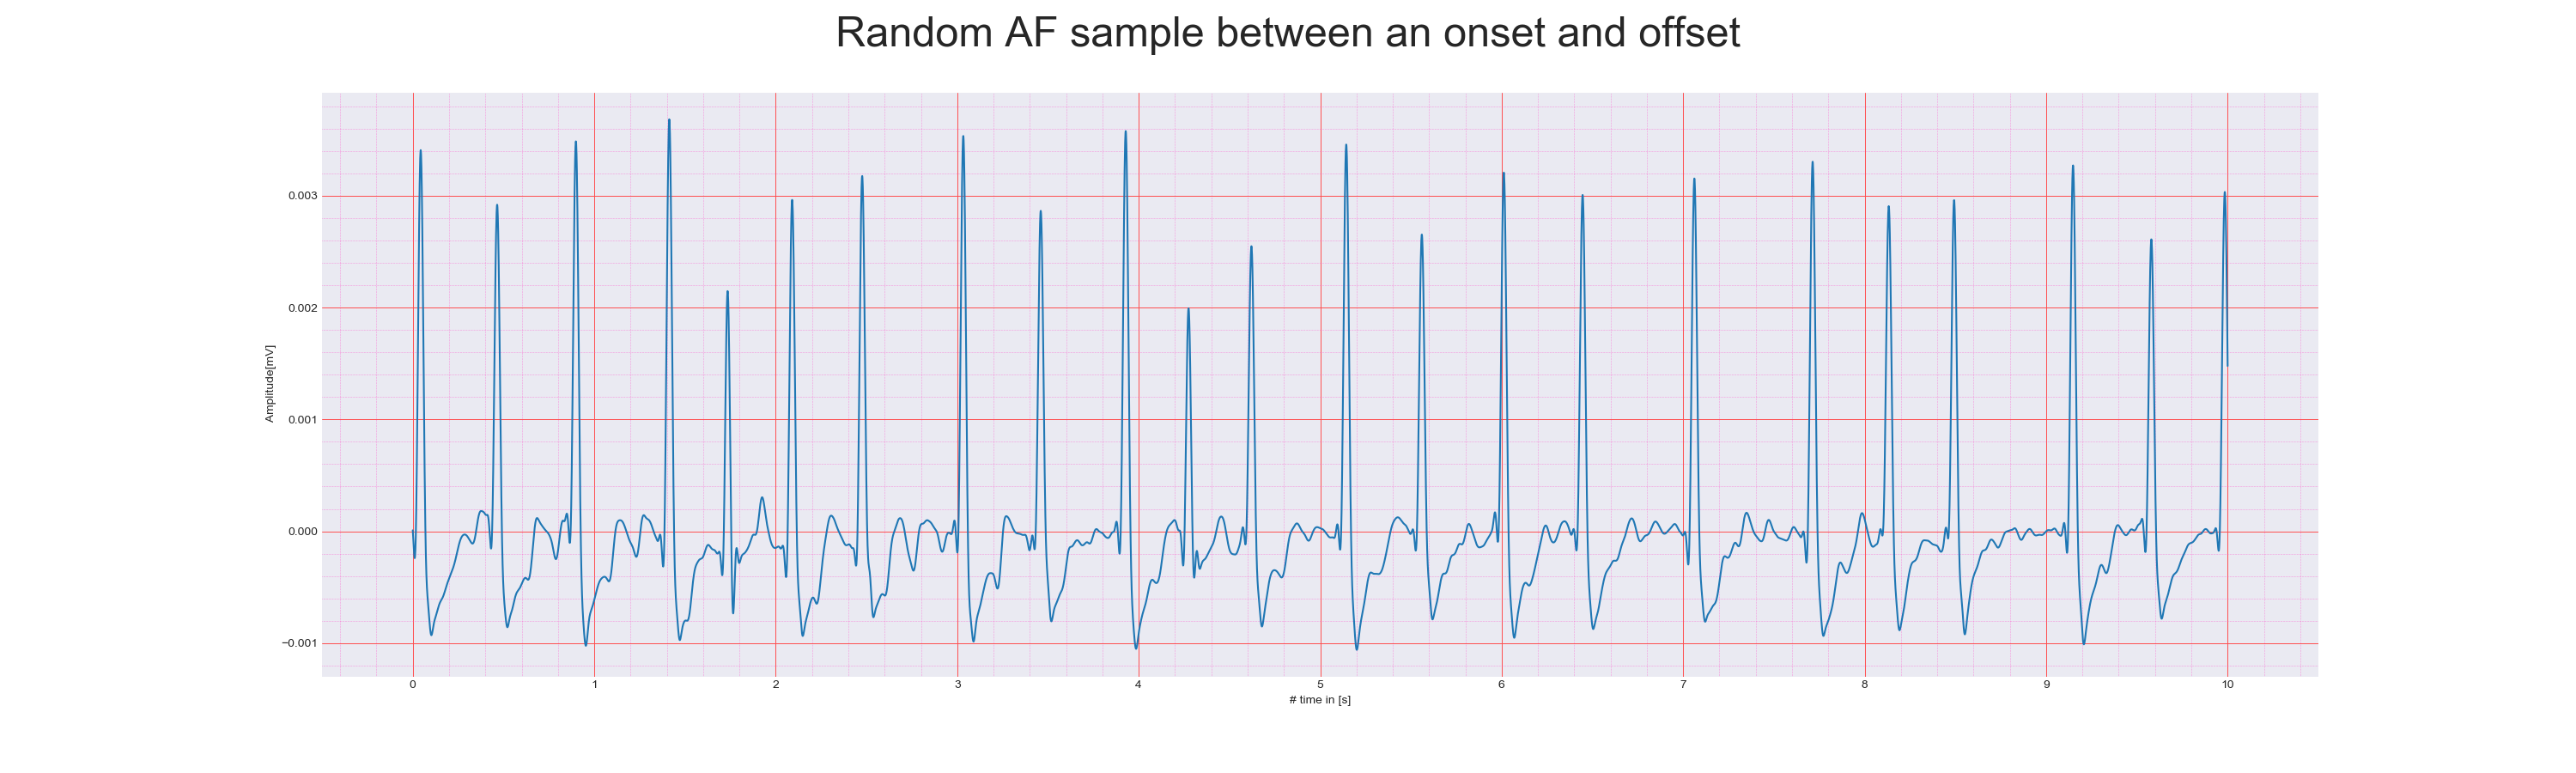 Random AF sample between an onset and offset
0.003
0.002
0.001
0.000
−0.001
Amplitude[mV]
0 1 2 3 4 5 6 7 8 9 10
# time in [s]